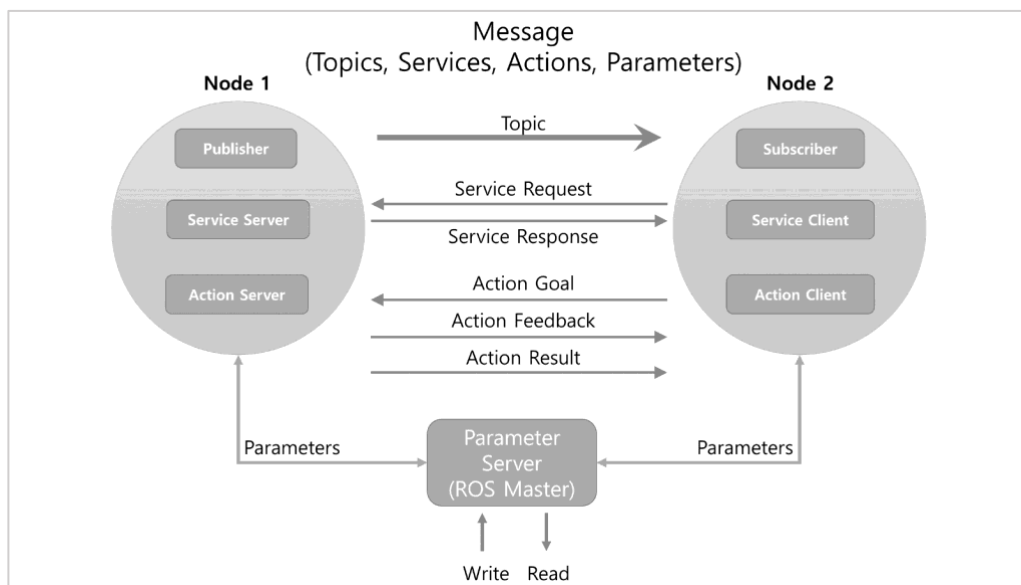 Message
(Topics, Services, Actions, Parameters)
Node 1
Node 2
Publisher
Topic
Subscriber
Service Request
Service Server
Service Client
Service Response
Action Goal
Action Server
Action Client
Action Feedback
Action Result
Parameters
Parameter
Server
(ROS Master)
Parameters
Write
Read